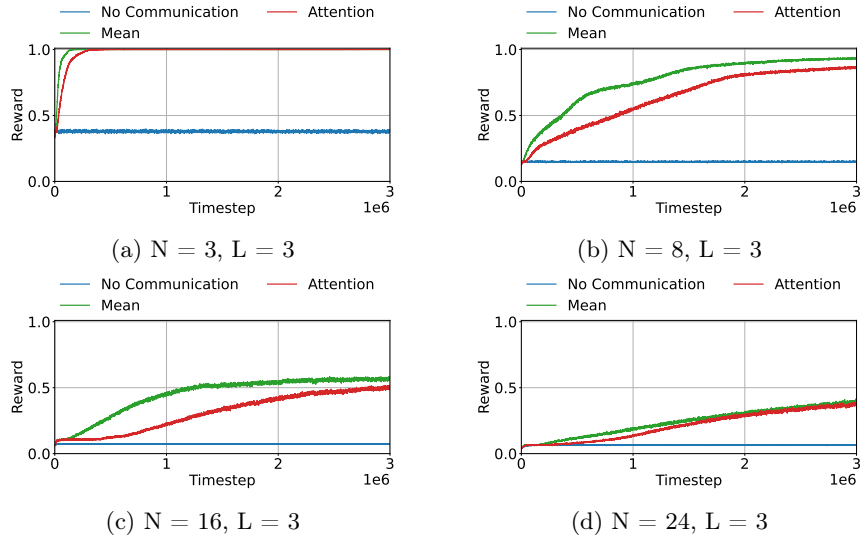 No Communication Attention
Mean
1.0
0.5
0.0
Reward
0 1 2 3
Timestep
1e6
(a) N = 3, L = 3
No Communication Attention
Mean
1.0
0.5
0.0
Reward
0 1 2 3
Timestep
1e6
(b) N = 8, L = 3
No Communication Attention
Mean
1.0
0.5
0.0
Reward
0 1 2 3
Timestep
1e6
(c) N = 16, L = 3
No Communication Attention
Mean
1.0
0.5
0.0
Reward
0 1 2 3
Timestep
1e6
(d) N = 24, L = 3